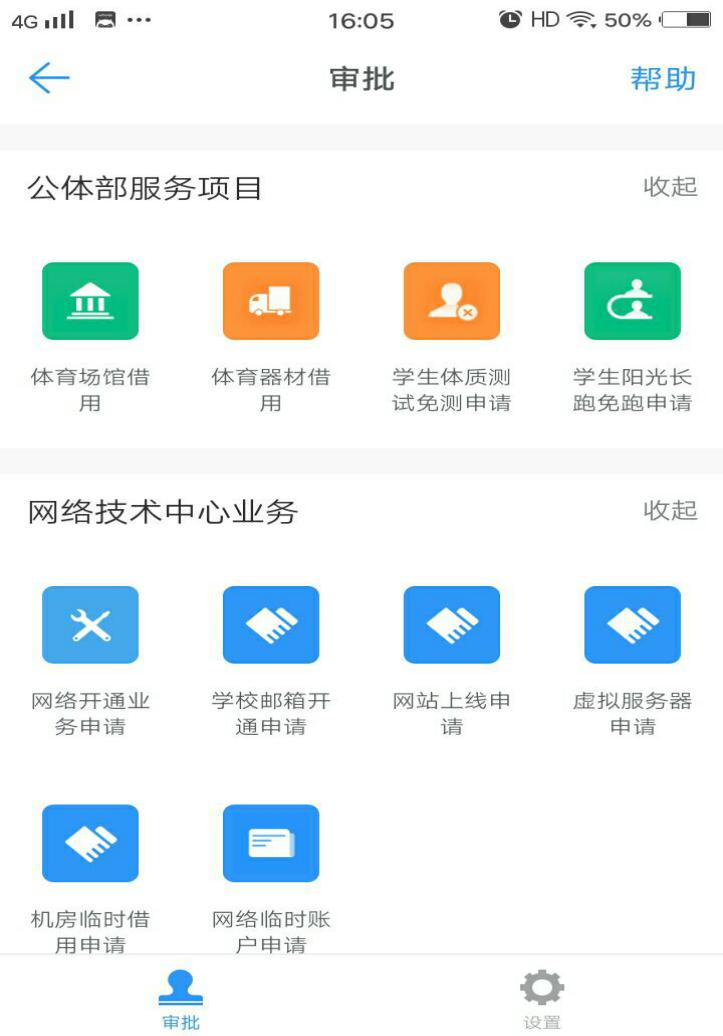 4G 16:05 HD 50%
审批 帮助
公体部服务项目 收起
体育场馆借 体育器材借 学生体质测 学生阳光长
用 用 试免测申请 跑免跑申请
网络技术中心业务 收起
网络开通业 学校邮箱开 网站上线申 虚拟服务器
务申请 通申请 请 申请
机房临时借 网络临时账
用申请 户申请
审批 设置